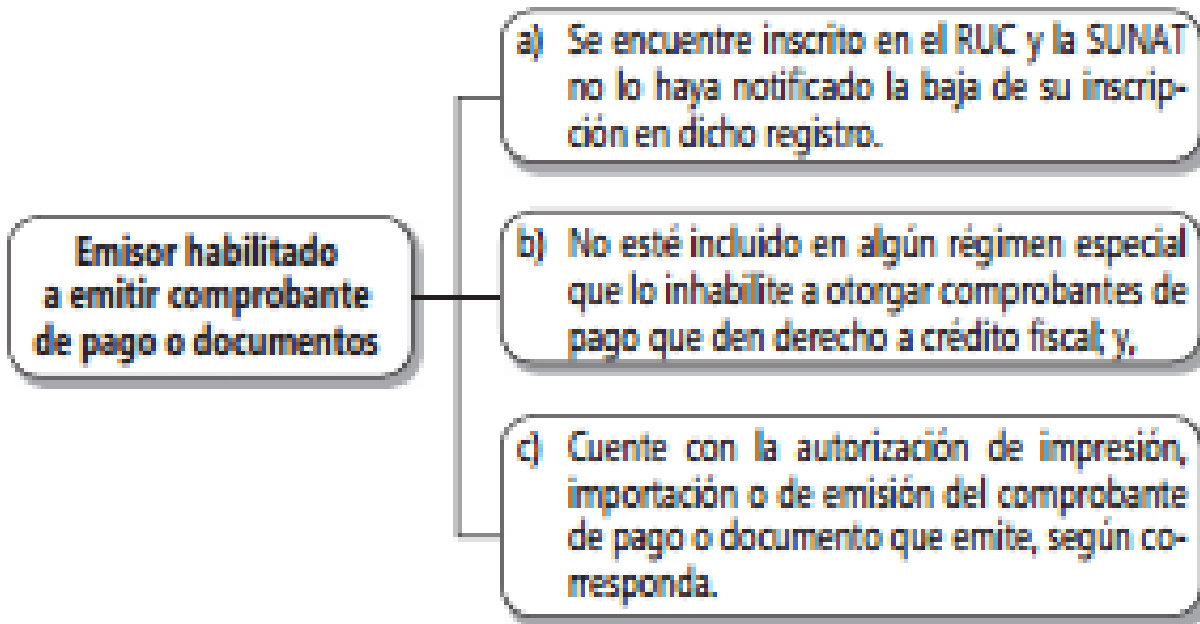 Emisor habilitado
a emitir comprobante
de pago o documentos
a) Se encuentre inscrito en el RUC y la SUNAT
no lo haya notificado la baja de su inscrip-
ción en dicho registro.
b) No esté incluido en algún régimen especial
que lo inhabilite a otorgar comprobantes de
pago que den derecho a crédito fiscal; y,
c) Cuente con la autorización de impresión,
importación o de emisión del comprobante
de pago o documento que emite, según co-
rresponda.